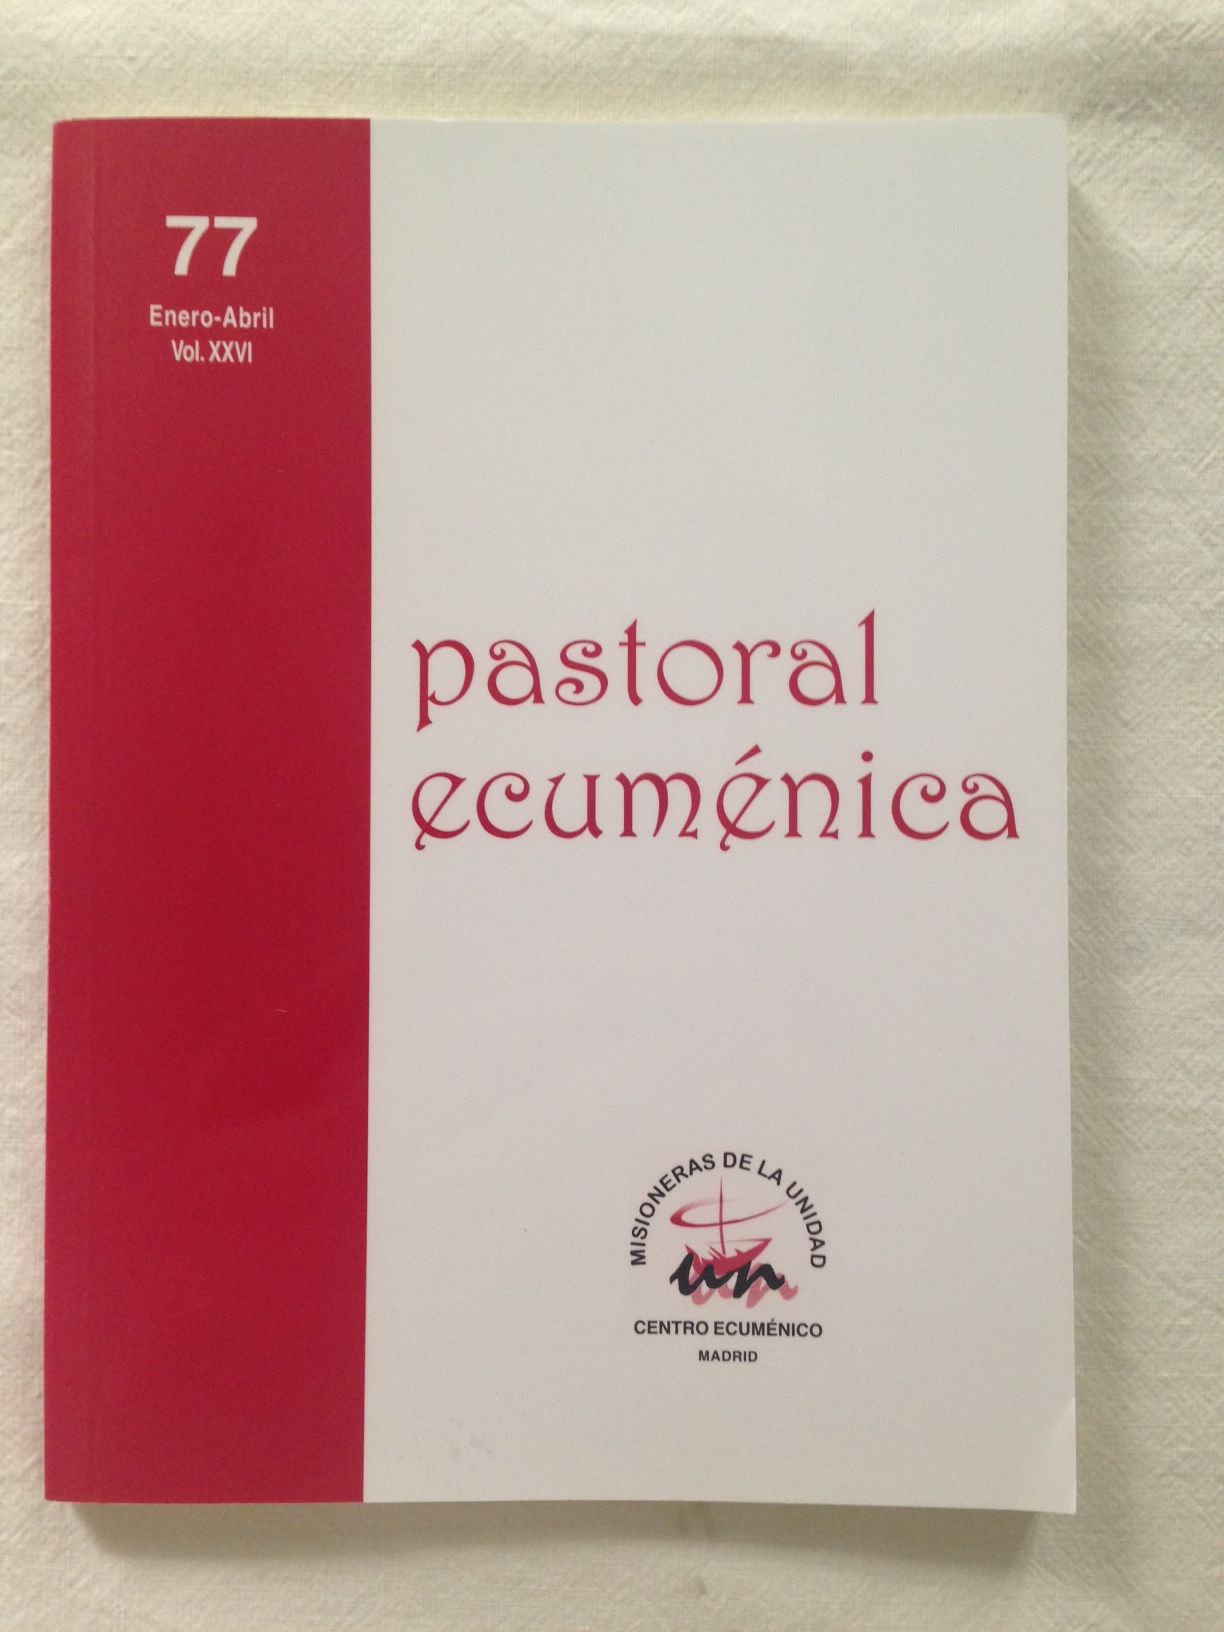 77
Enero-Abril
Vol. XXVI
pastoral
ecuménica
MISIONERAS DE LA UNIDAD
un
CENTRO ECUMÉNICO
MADRID